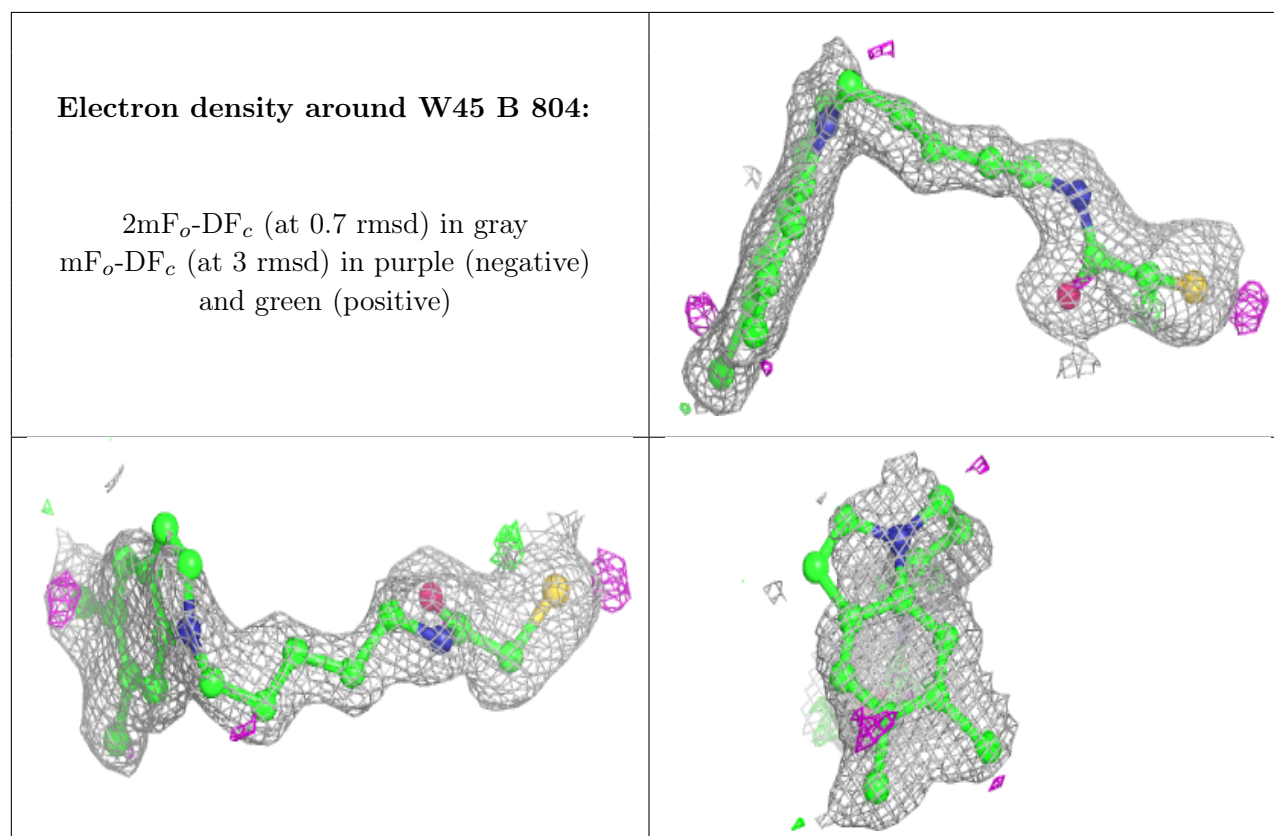 Electron density around W45 B 804:
2mFo-DFc (at 0.7 rmsd) in gray
mFo-DFc (at 3 rmsd) in purple (negative)
and green (positive)